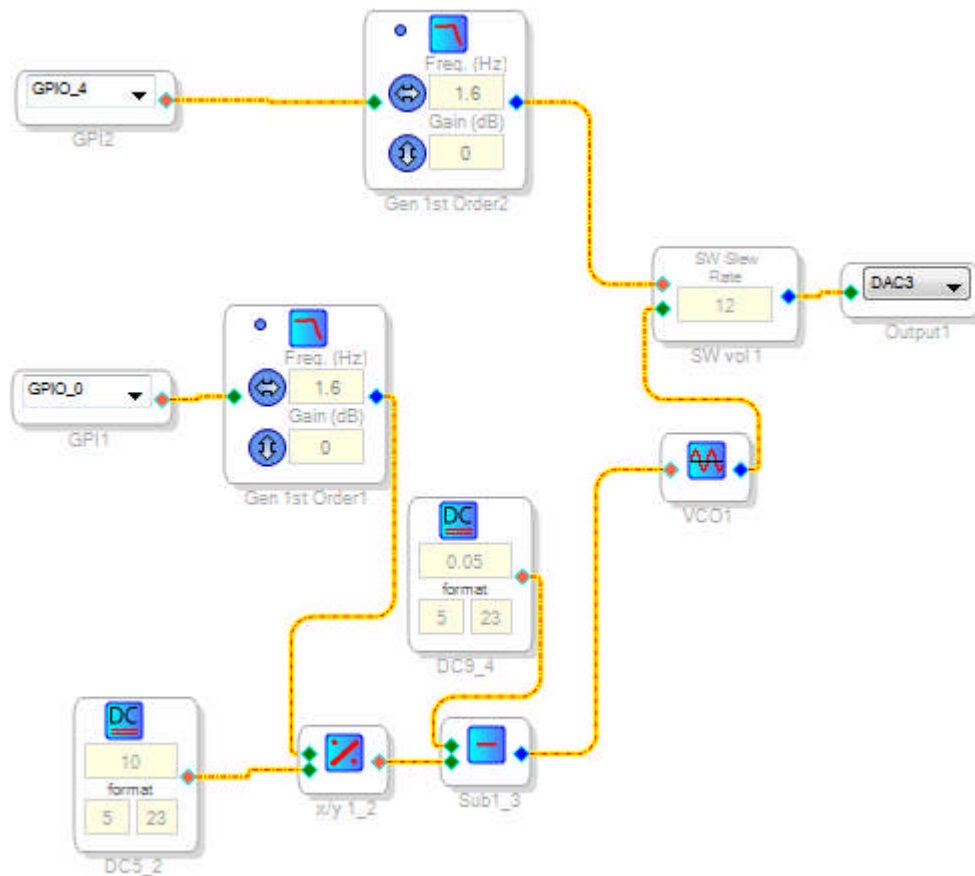 GPIO_4
GPI2
Freq. (Hz)
1.6
Gain (dB)
0
Gen 1st Order2
SW Slew
Rate
12
SW vol 1
DAC3
Output1
GPIO_0
GPI1
Freq. (Hz)
1.6
Gain (dB)
0
Gen 1st Order1
VCO1
DC
0.05
format
5 23
DC9_4
DC
10
format
5 23
DC5_2
x/y 1_2
Sub1_3